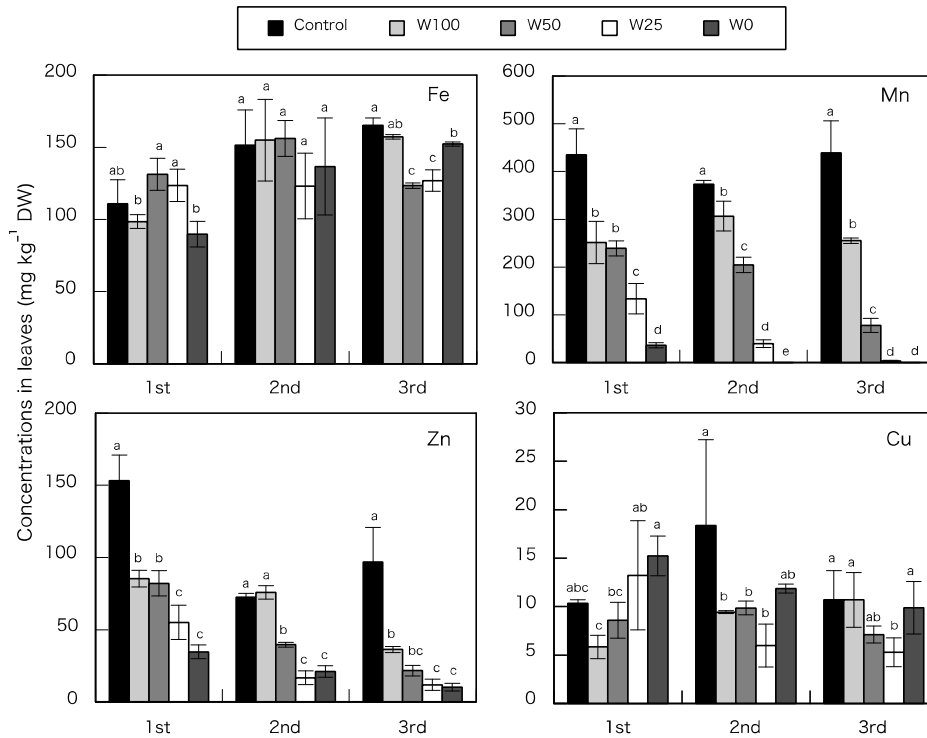 Control W100 W50 W25 W0
Concentrations in leaves (mg kg⁻¹ DW)
Fe
200
150
100
50
0
ab b a a b
a a a a a
a ab c c b
1st 2nd 3rd
Mn
600
500
400
300
200
100
0
a b b c d
a b c d e
a b c d d
1st 2nd 3rd
Zn
200
150
100
50
0
a b b c c
a a b c c
a b bc c c
1st 2nd 3rd
Cu
30
25
20
15
10
5
0
abc c bc ab a
a b b b ab
a a ab b a
1st 2nd 3rd